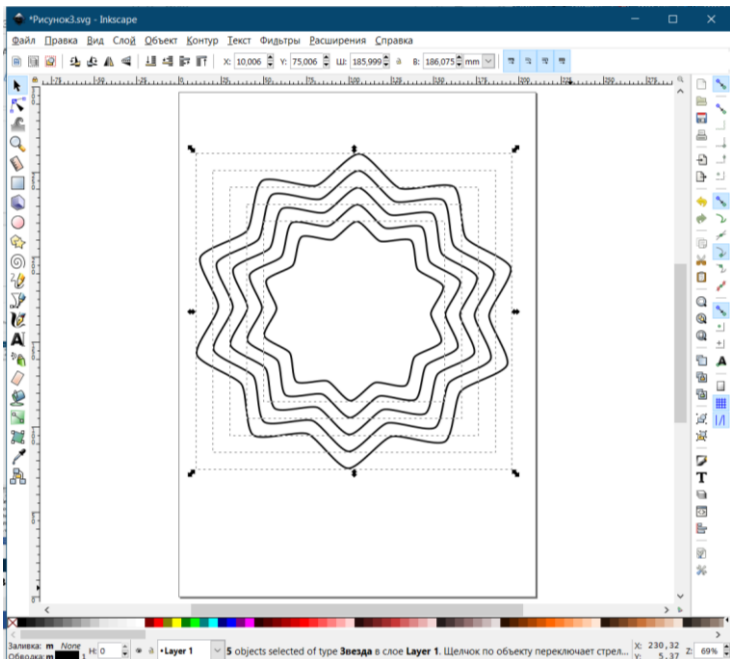 *Рисунок3.svg - Inkscape
Файл Правка Вид Слой Объект Контур Текст Фильтры Расширения Справка
X: 10,006 Y: 75,006 Ш: 185,999 В: 186,075 mm
Заливка: m None Н: 0 •Layer 1 5 objects selected of type Звезда в слое Layer 1. Щелчок по объекту переключает стрел... X: 230,32 Z: 69%
Обводка: m 1 Y: 5,37